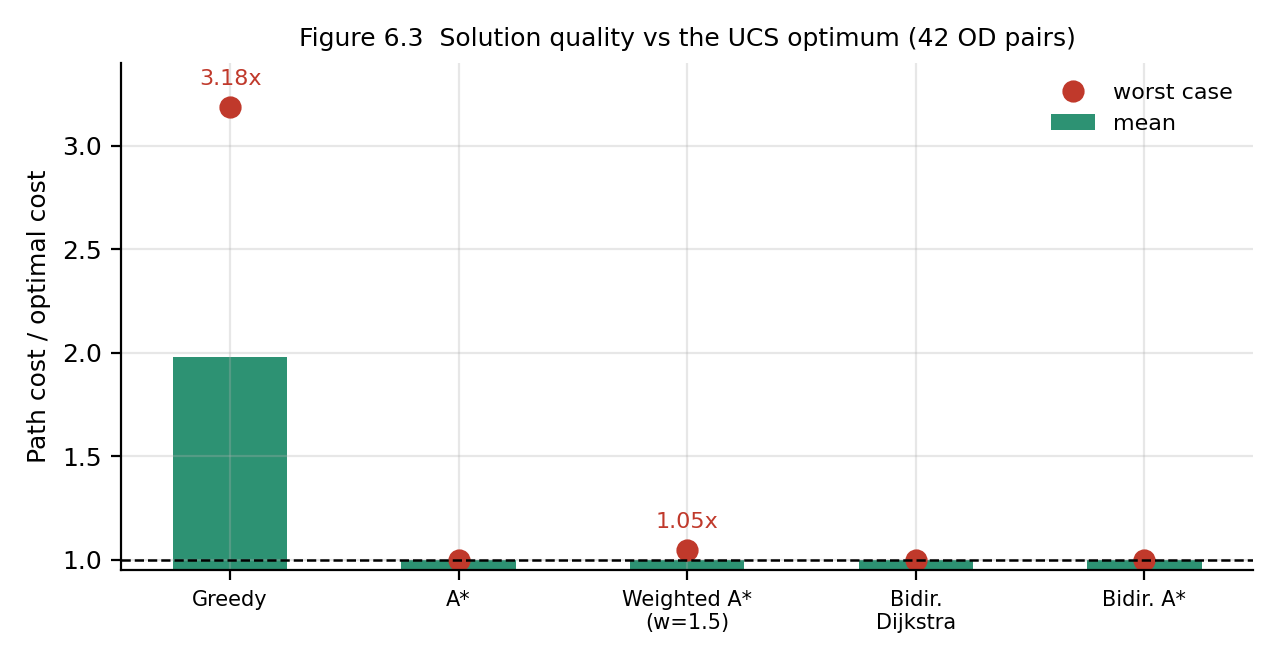 Figure 6.3  Solution quality vs the UCS optimum (42 OD pairs)
3.18x
worst case
mean
Path cost / optimal cost
3.0
2.5
2.0
1.5
1.05x
1.0
Greedy
A*
Weighted A*
(w=1.5)
Bidir.
Dijkstra
Bidir. A*